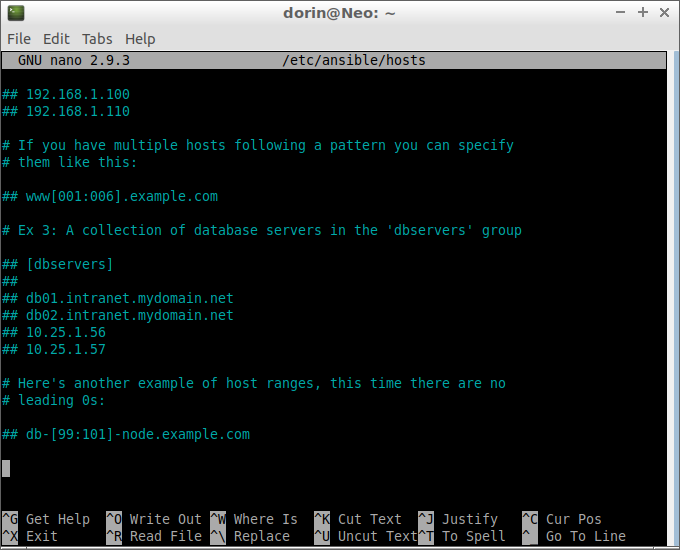 dorin@Neo: ~
File Edit Tabs Help
GNU nano 2.9.3 /etc/ansible/hosts
## 192.168.1.100
## 192.168.1.110
# If you have multiple hosts following a pattern you can specify
# them like this:
## www[001:006].example.com
# Ex 3: A collection of database servers in the 'dbservers' group
## [dbservers]
##
## db01.intranet.mydomain.net
## db02.intranet.mydomain.net
## 10.25.1.56
## 10.25.1.57
# Here's another example of host ranges, this time there are no
# leading 0s:
## db-[99:101]-node.example.com
^G Get Help ^O Write Out ^W Where Is ^K Cut Text ^J Justify ^C Cur Pos
^X Exit ^R Read File ^\ Replace ^U Uncut Text ^T To Spell ^_ Go To Line